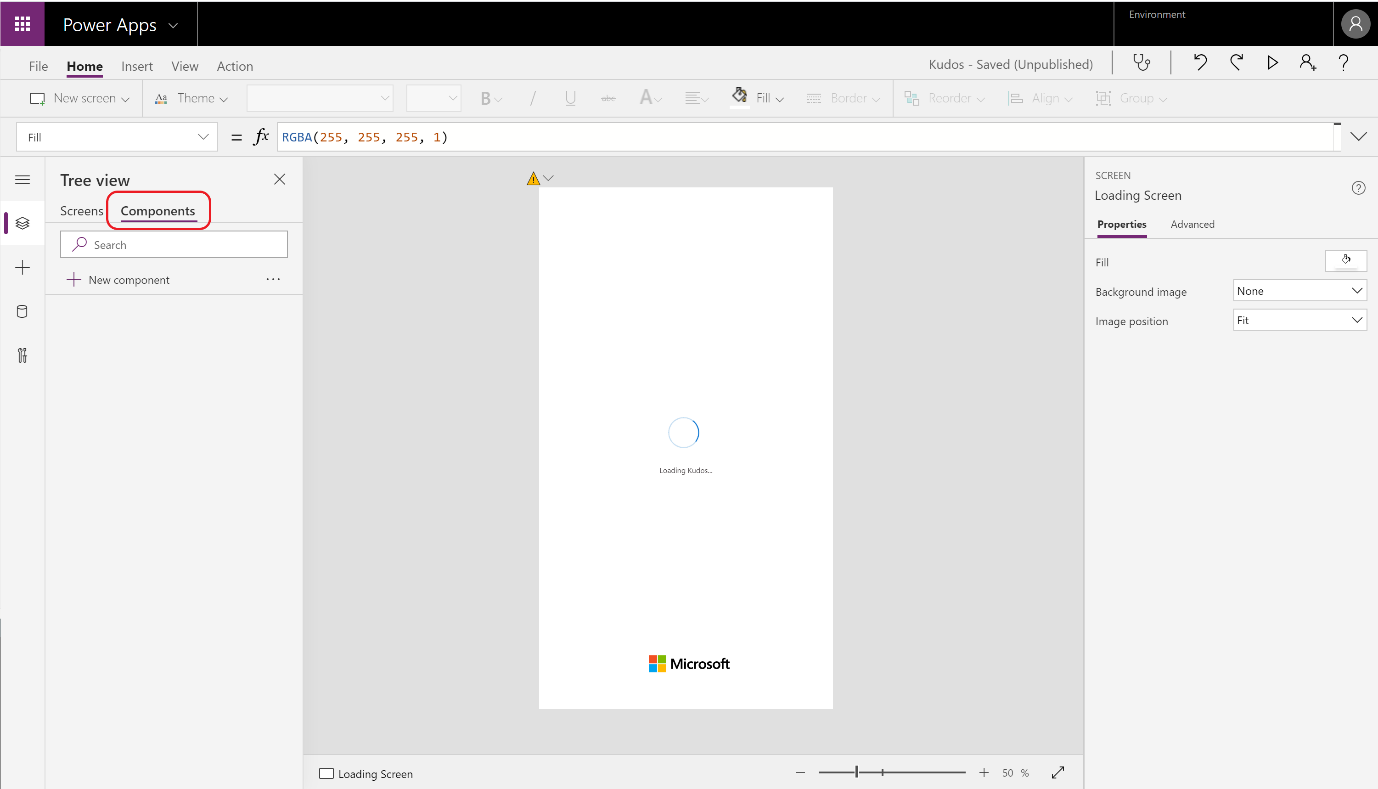 Power Apps
Environment
File Home Insert View Action
Kudos - Saved (Unpublished)
New screen
Theme
B
/
U
abc
A
Fill
Border
Reorder
Align
Group
Fill
= fx RGBA(255, 255, 255, 1)
Tree view
Screens Components
Search
New component
Loading Kudos...
Microsoft
SCREEN
Loading Screen
Properties Advanced
Fill
Background image None
Image position Fit
Loading Screen
50 %